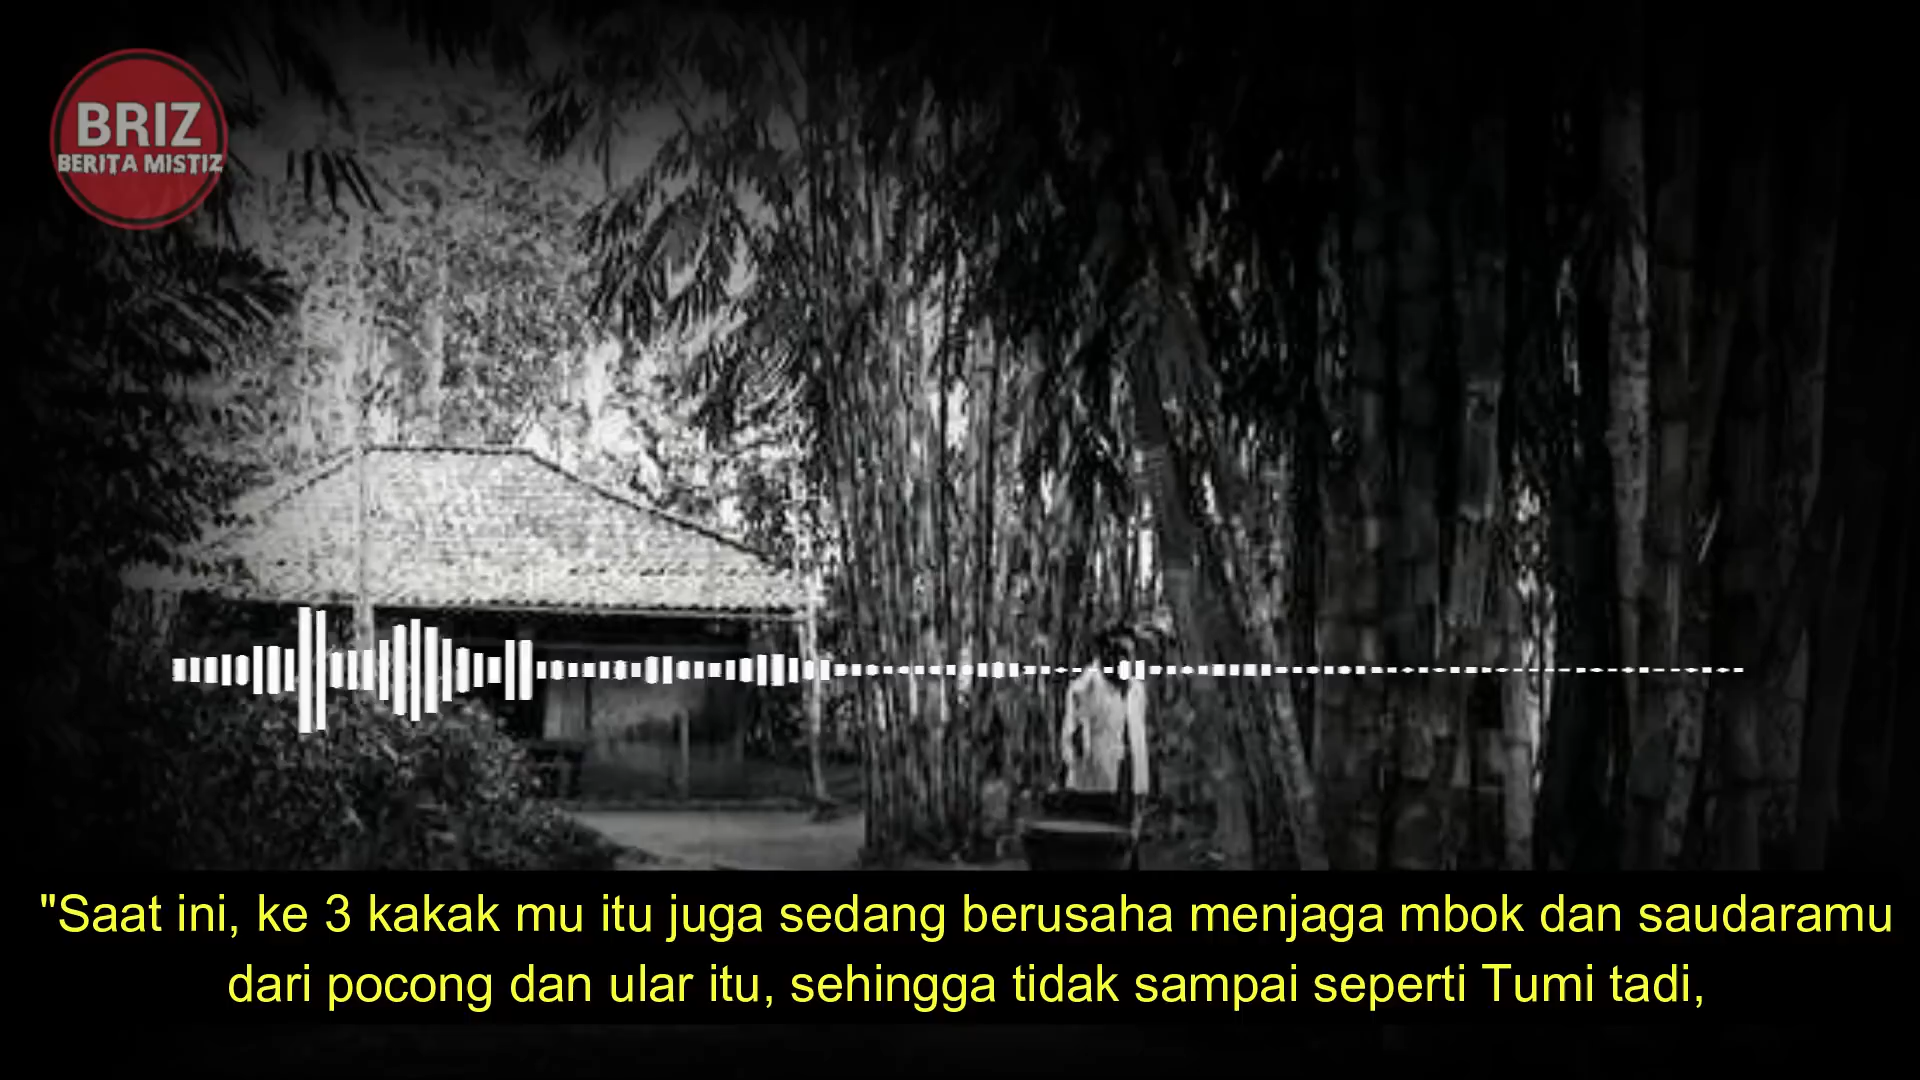 BRIZ
BERITA MISTIZ
"Saat ini, ke 3 kakak mu itu juga sedang berusaha menjaga mbok dan saudaramu
dari pocong dan ular itu, sehingga tidak sampai seperti Tumi tadi,